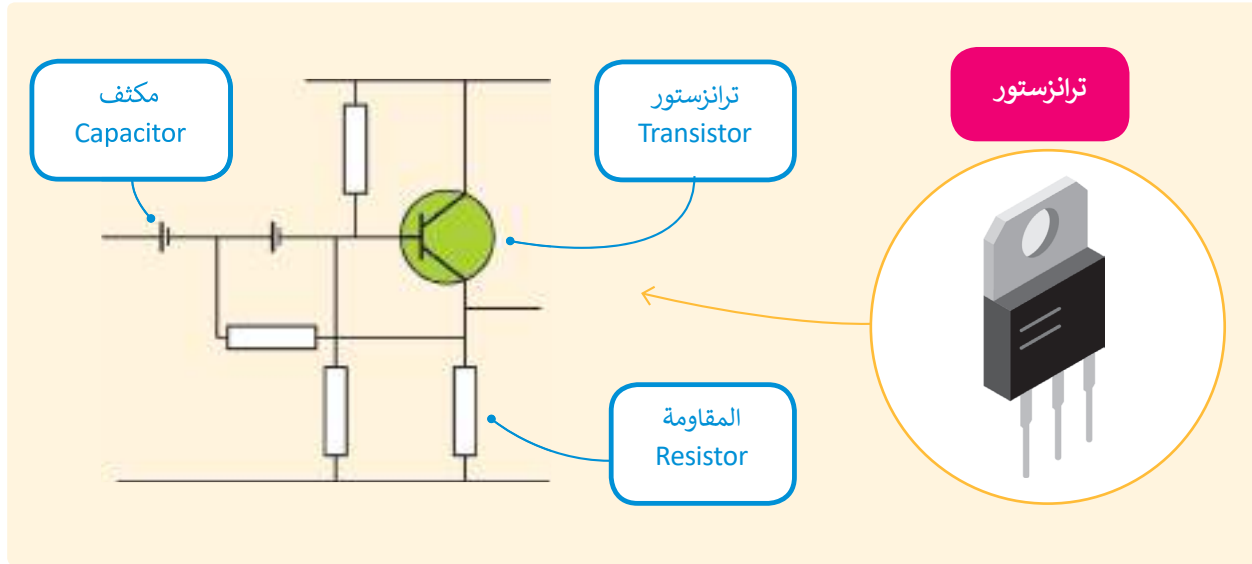 ترانزستور
ترانزستور
Transistor
مكثف
Capacitor
المقاومة
Resistor